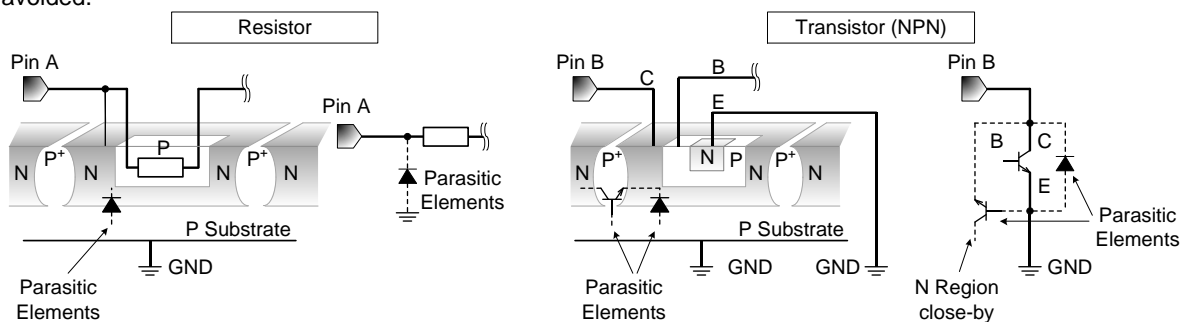 avoided.
Resistor
Transistor (NPN)
Pin A
Pin A
N
P+
N
P
N
P+
N
Parasitic
Elements
P Substrate
GND
Parasitic
Elements
Pin B
C
B
E
N
P+
N
N
P
P+
N
N
P Substrate
GND
GND
Parasitic
Elements
Pin B
B
C
E
Parasitic
Elements
GND
N Region
close-by